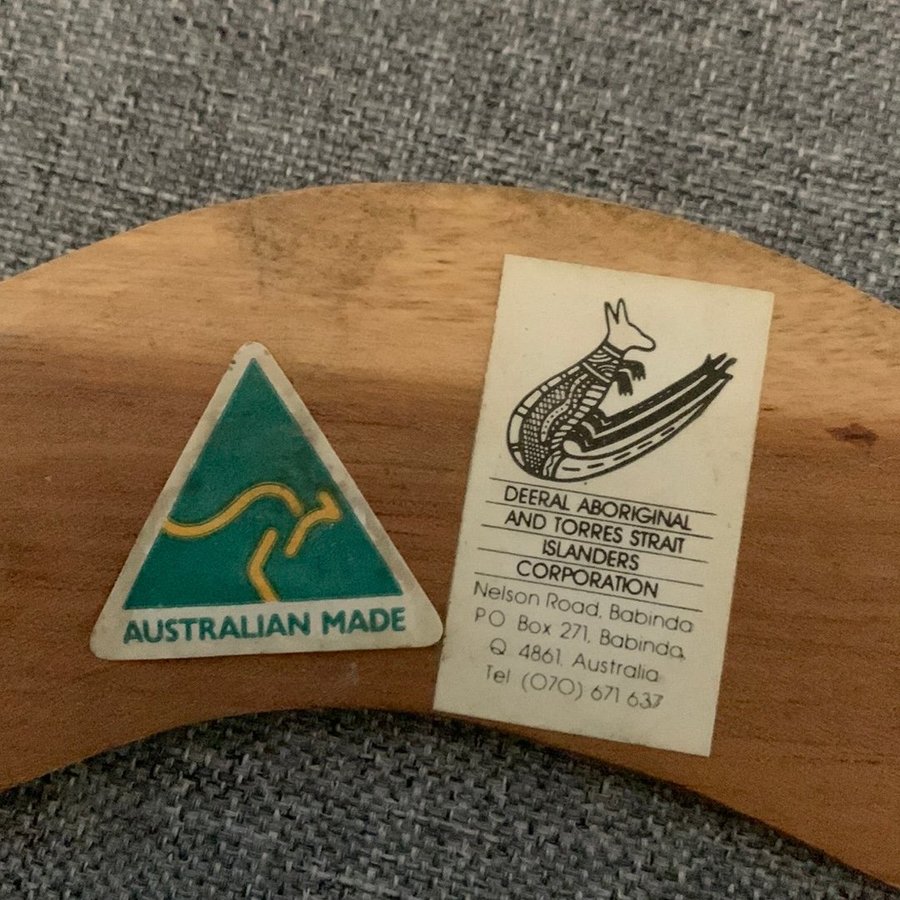 AUSTRALIAN MADE
DEERAL ABORIGINAL
AND TORRES STRAIT
ISLANDERS
CORPORATION
Nelson Road, Babinda
PO Box 271, Babinda,
Q 4861, Australia
Tel (070) 671 637